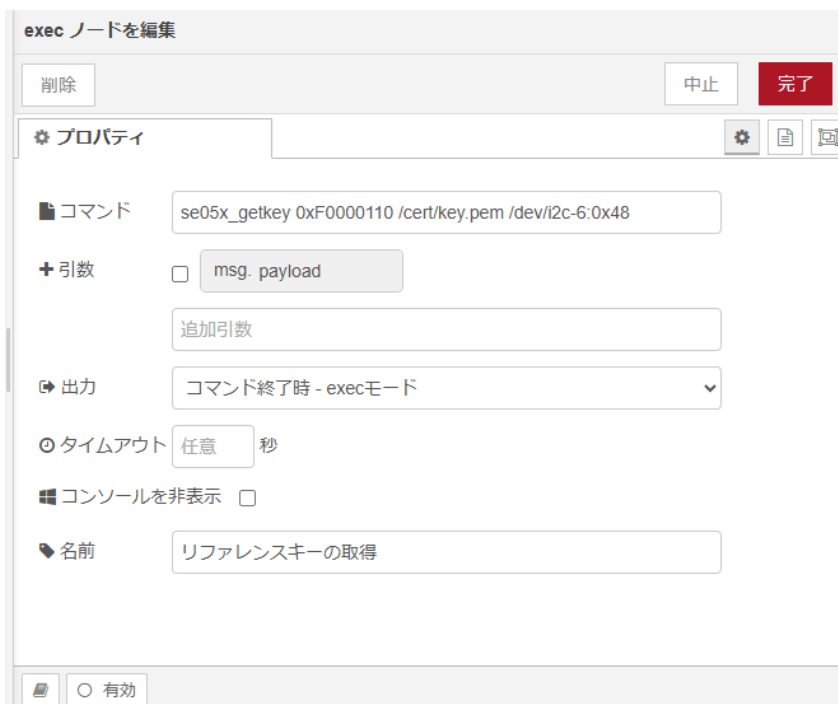 exec ノードを編集
削除
中止
完了
プロパティ
コマンド
se05x_getkey 0xF0000110 /cert/key.pem /dev/i2c-6:0x48
引数
msg. payload
追加引数
出力
コマンド終了時 - execモード
タイムアウト
任意
秒
コンソールを非表示
名前
リファレンスキーの取得
有効